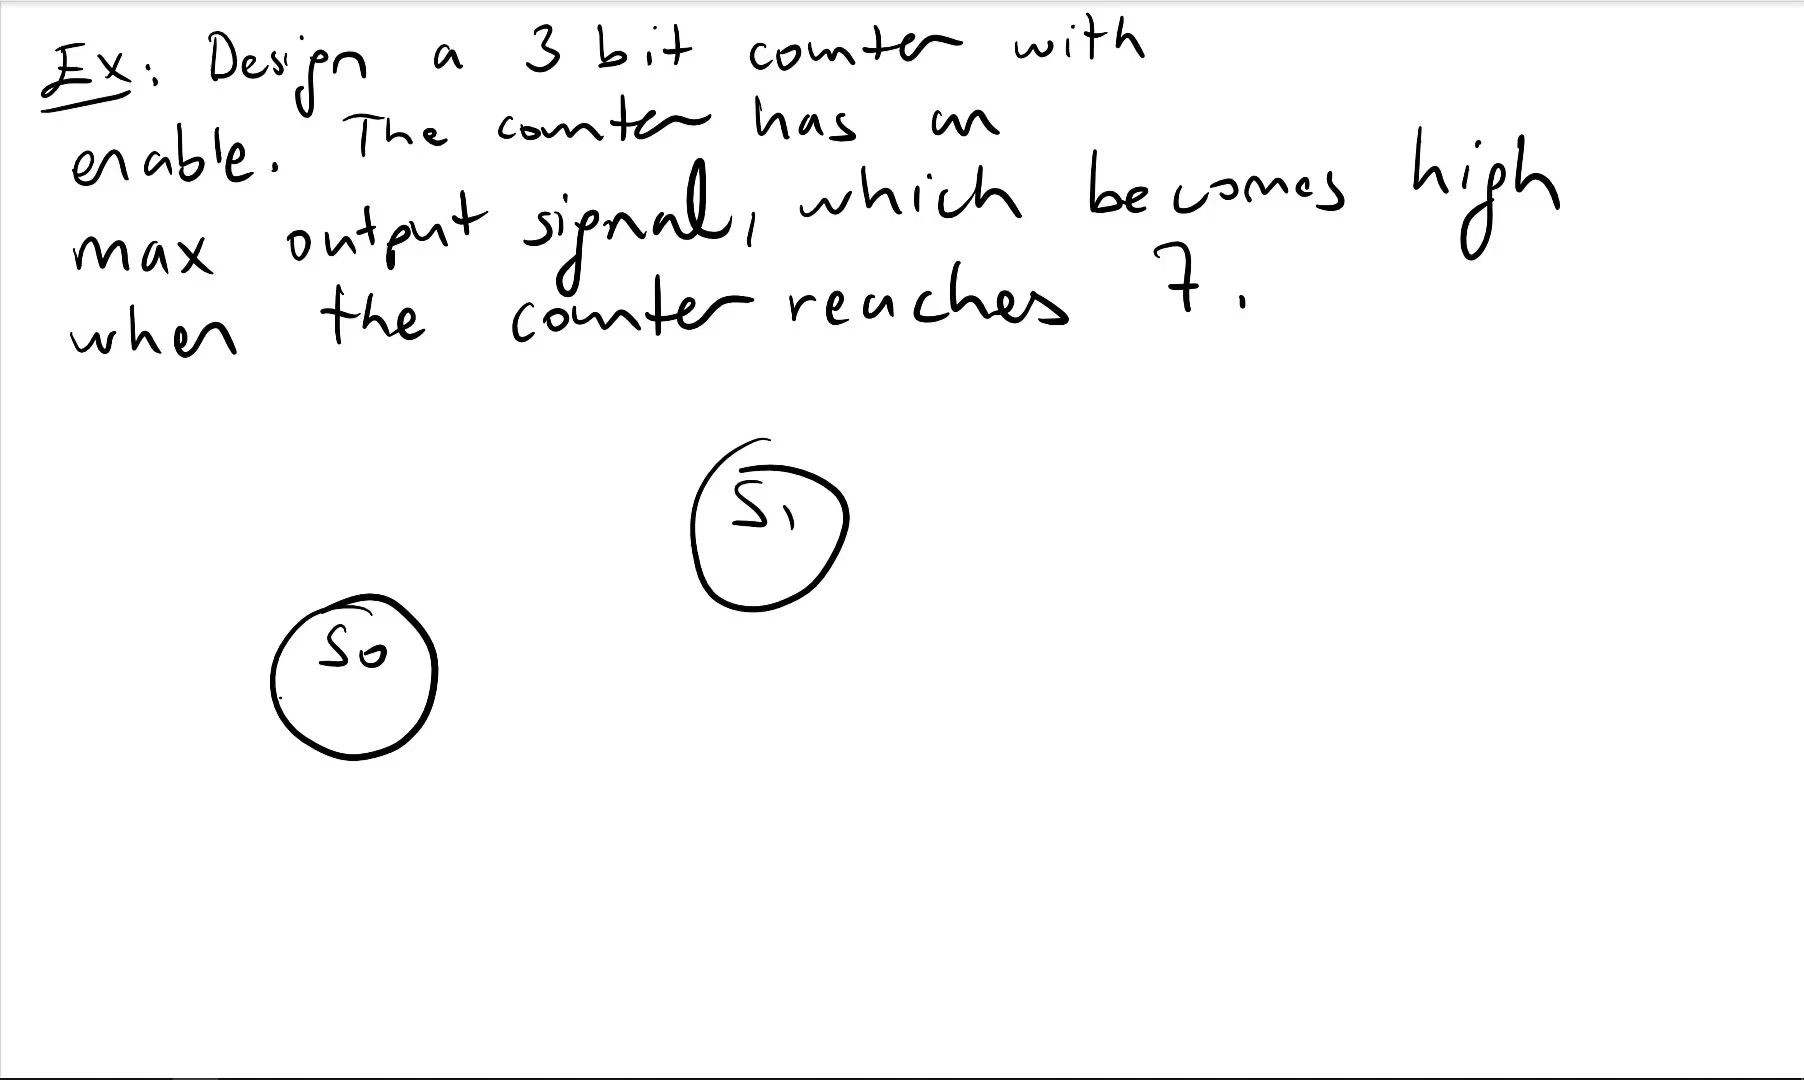 Ex: Design a 3 bit counter with
enable. The counter has an
max output signal, which becomes high
when the counter reaches 7.
S1
S0